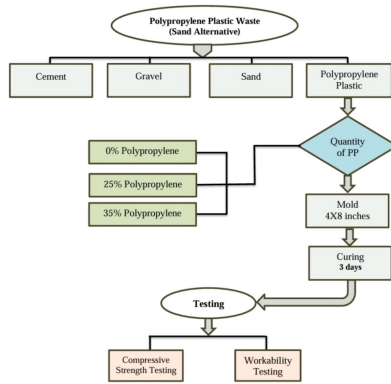 Polypropylene Plastic Waste
(Sand Alternative)
Cement
Gravel
Sand
Polypropylene
Plastic
Quantity
of PP
0% Polypropylene
25% Polypropylene
35% Polypropylene
Mold
4X8 inches
Curing
3 days
Testing
Compressive
Strength Testing
Workability
Testing